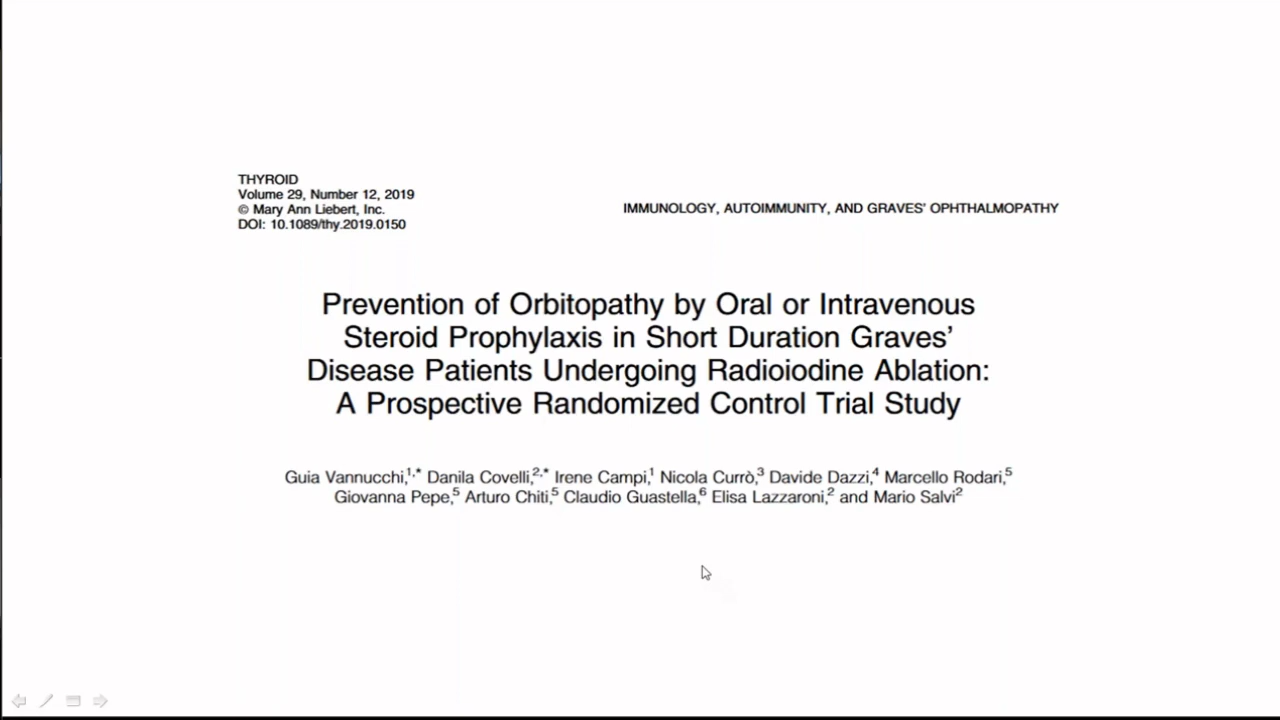 THYROID
Volume 29, Number 12, 2019
© Mary Ann Liebert, Inc.
DOI: 10.1089/thy.2019.0150
IMMUNOLOGY, AUTOIMMUNITY, AND GRAVES' OPHTHALMOPATHY
Prevention of Orbitopathy by Oral or Intravenous
Steroid Prophylaxis in Short Duration Graves'
Disease Patients Undergoing Radioiodine Ablation:
A Prospective Randomized Control Trial Study
Guia Vannucchi,1,* Danila Covelli,2,* Irene Campi,1 Nicola Currò,3 Davide Dazzi,4 Marcello Rodari,5
Giovanna Pepe,5 Arturo Chiti,5 Claudio Guastella,6 Elisa Lazzaroni,2 and Mario Salvi2